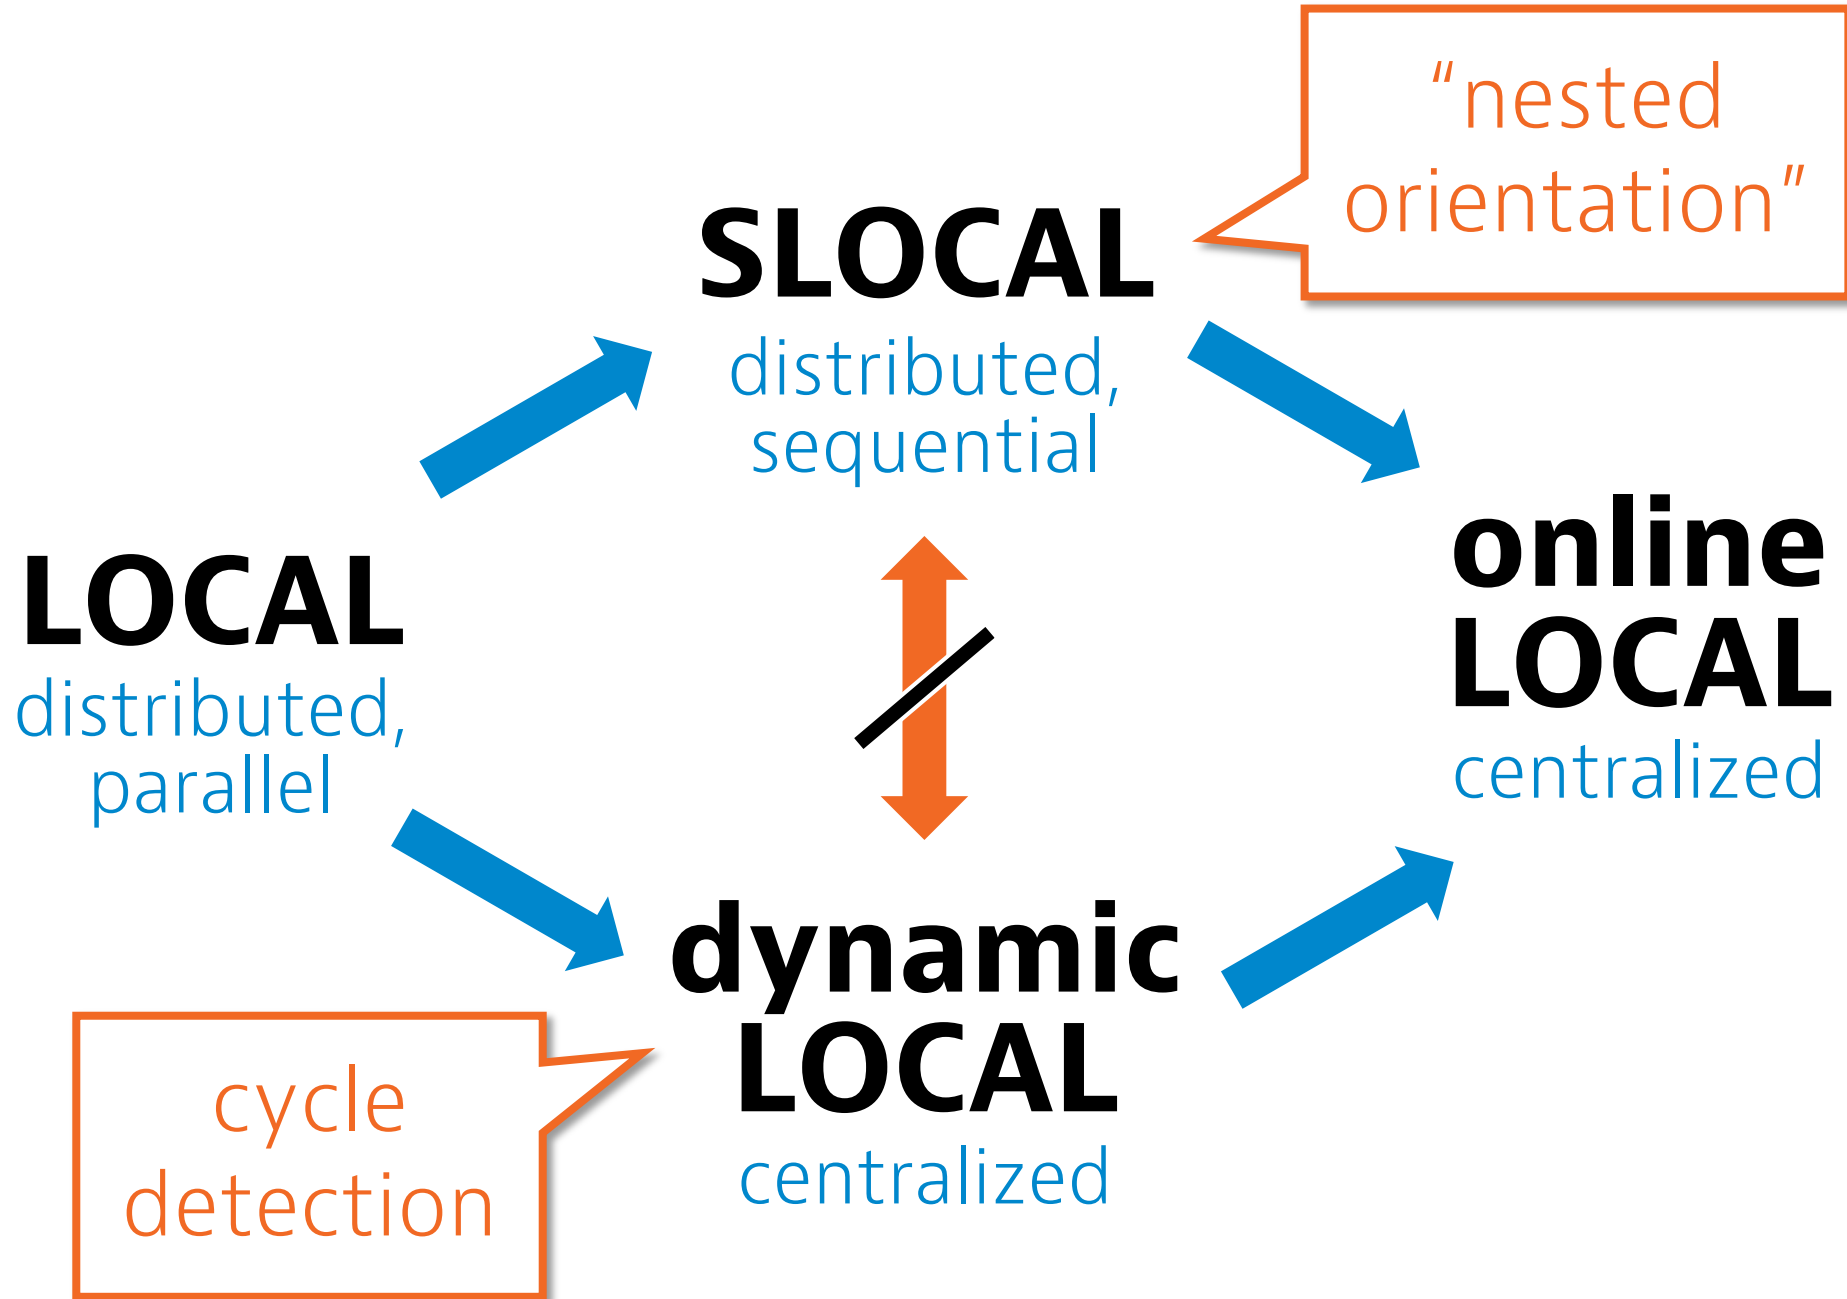 “nested
orientation”
SLOCAL
distributed,
sequential
LOCAL
distributed,
parallel
online
LOCAL
centralized
dynamic
LOCAL
centralized
cycle
detection